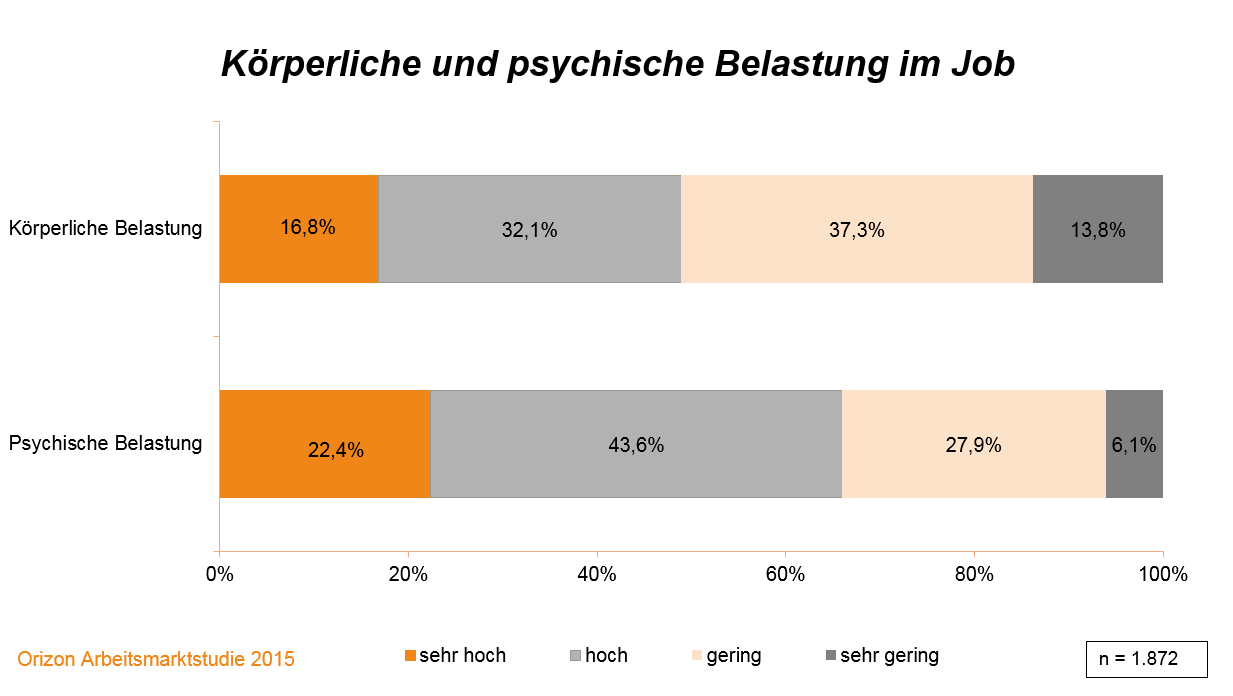 Körperliche und psychische Belastung im Job
Körperliche Belastung
16,8%
32,1%
37,3%
13,8%
Psychische Belastung
22,4%
43,6%
27,9%
6,1%
0%
20%
40%
60%
80%
100%
Orizon Arbeitsmarktstudie 2015
sehr hoch
hoch
gering
sehr gering
n = 1.872